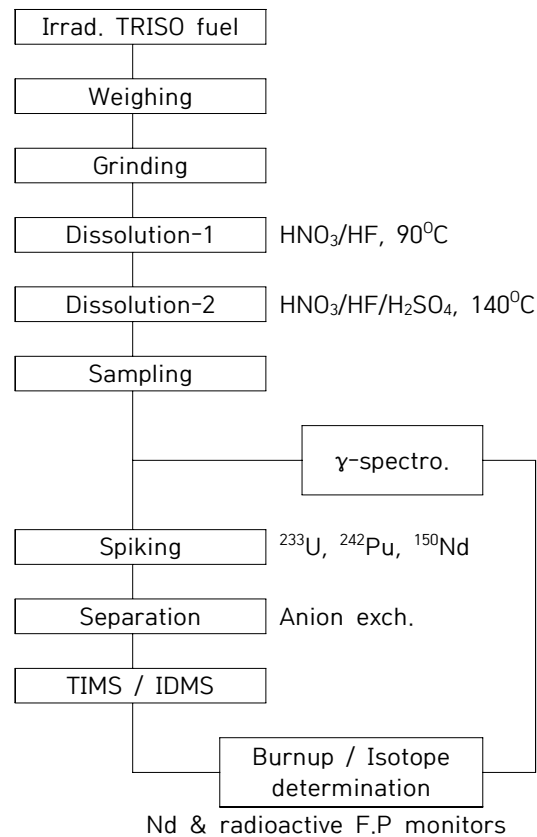 Irrad. TRISO fuel
Weighing
Grinding
Dissolution-1 HNO₃/HF, 90⁰C
Dissolution-2 HNO₃/HF/H₂SO₄, 140⁰C
Sampling
γ-spectro.
Spiking ²³³U, ²⁴²Pu, ¹⁵⁰Nd
Separation Anion exch.
TIMS / IDMS
Burnup / Isotope
determination
Nd & radioactive F.P monitors